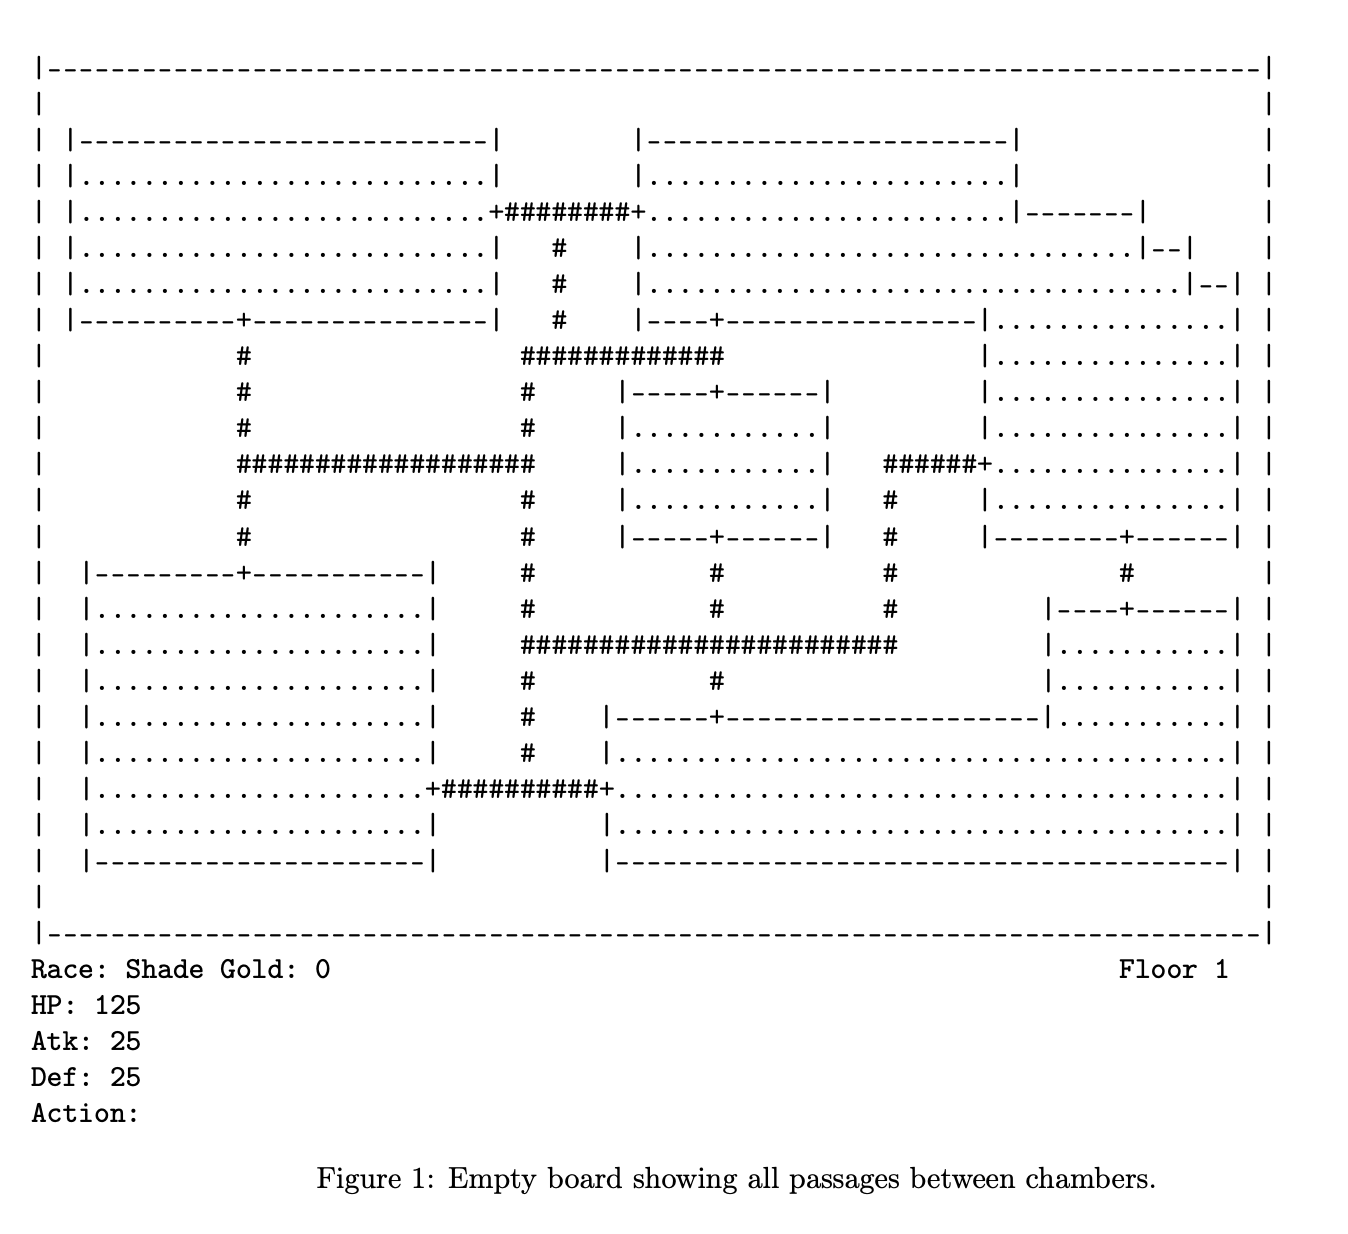 |-----------------------------------------------------------------------------|
|                                                                             |
| |--------------------------|        |-----------------------|               |
| |..........................|        |.......................|               |
| |..........................+########+.......................|-------|       |
| |..........................|   #    |...............................|--|    |
| |..........................|   #    |..................................|--| |
| |----------+---------------|   #    |----+----------------|...............| |
|            #                 #############                |...............| |
|            #                 #     |-----+------|         |...............| |
|            #                 #     |............|         |...............| |
|            ###################     |............|   ######+...............| |
|            #                 #     |............|   #     |...............| |
|            #                 #     |-----+------|   #     |--------+------| |
|  |---------+-----------|     #           #          #              #        |
|  |.....................|     #           #          #         |----+------| |
|  |.....................|     ########################         |...........| |
|  |.....................|     #           #                    |...........| |
|  |.....................|     #    |------+--------------------|...........| |
|  |.....................|     #    |.......................................| |
|  |.....................+##########+.......................................| |
|  |.....................|          |.......................................| |
|  |---------------------|          |---------------------------------------| |
|                                                                             |
|-----------------------------------------------------------------------------|
Race: Shade Gold: 0                                                  Floor 1
HP: 125
Atk: 25
Def: 25
Action:
Figure 1: Empty board showing all passages between chambers.